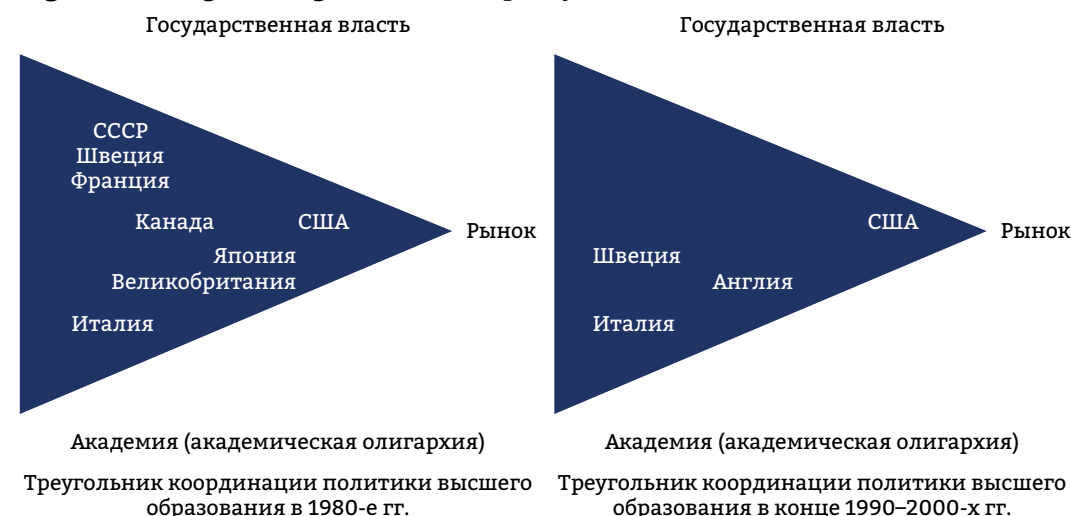 Государственная власть
СССР
Швеция
Франция
Канада
США
Рынок
Япония
Великобритания
Италия
Академия (академическая олигархия)
Треугольник координации политики высшего
образования в 1980-е гг.
Государственная власть
США
Рынок
Швеция
Англия
Италия
Академия (академическая олигархия)
Треугольник координации политики высшего
образования в конце 1990–2000-х гг.